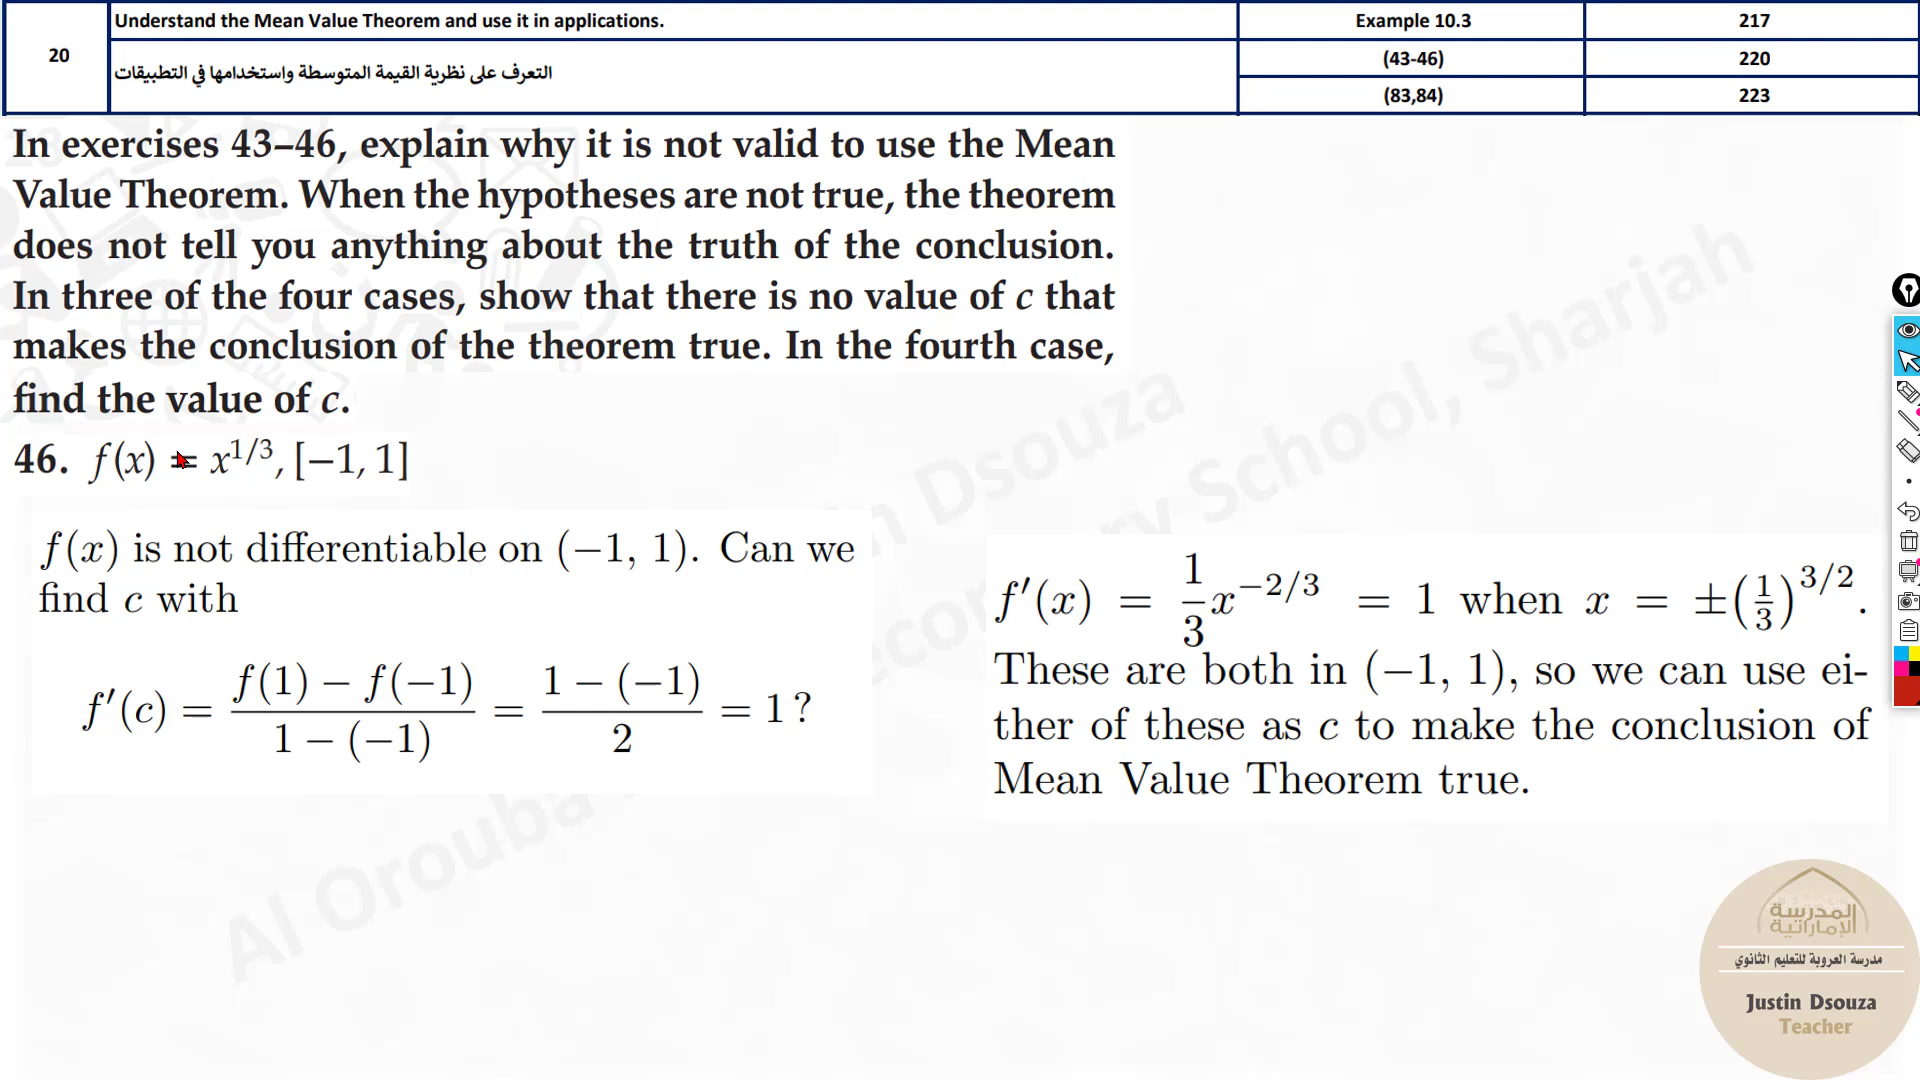 20
Understand the Mean Value Theorem and use it in applications.
Example 10.3
217
التعرف على نظرية القيمة المتوسطة واستخدامها في التطبيقات
(43-46)
220
(83,84)
223
In exercises 43–46, explain why it is not valid to use the Mean
Value Theorem. When the hypotheses are not true, the theorem
does not tell you anything about the truth of the conclusion.
In three of the four cases, show that there is no value of c that
makes the conclusion of the theorem true. In the fourth case,
find the value of c.
46. f(x) = x^{1/3}, [−1, 1]
f(x) is not differentiable on (−1, 1). Can we
find c with
f′(c) = \frac{f(1) − f(−1)}{1 − (−1)} = \frac{1 − (−1)}{2} = 1?
f′(x) = \frac{1}{3}x^{−2/3} = 1 when x = ±(\frac{1}{3})^{3/2}.
These are both in (−1, 1), so we can use ei-
ther of these as c to make the conclusion of
Mean Value Theorem true.
المدرسة
الإماراتية
مدرسة العروبة للتعليم الثانوي
Justin Dsouza
Teacher
Al Orouba
Dsouza
School, Sharjah